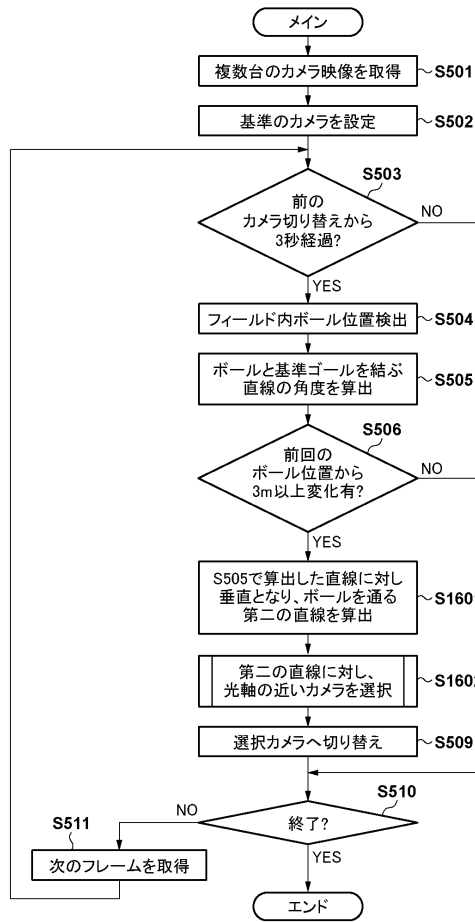 メイン
複数台のカメラ映像を取得
S501
基準のカメラを設定
S502
S503
前の
カメラ切り替えから
3秒経過?
NO
YES
フィールド内ボール位置検出
S504
ボールと基準ゴールを結ぶ
直線の角度を算出
S505
S506
前回の
ボール位置から
3m以上変化有?
NO
YES
S505で算出した直線に対し
垂直となり、ボールを通る
第二の直線を算出
S160
第二の直線に対し、
光軸の近いカメラを選択
選択カメラへ切り替え
S509
S510
終了?
NO
YES
S511
次のフレームを取得
エンド